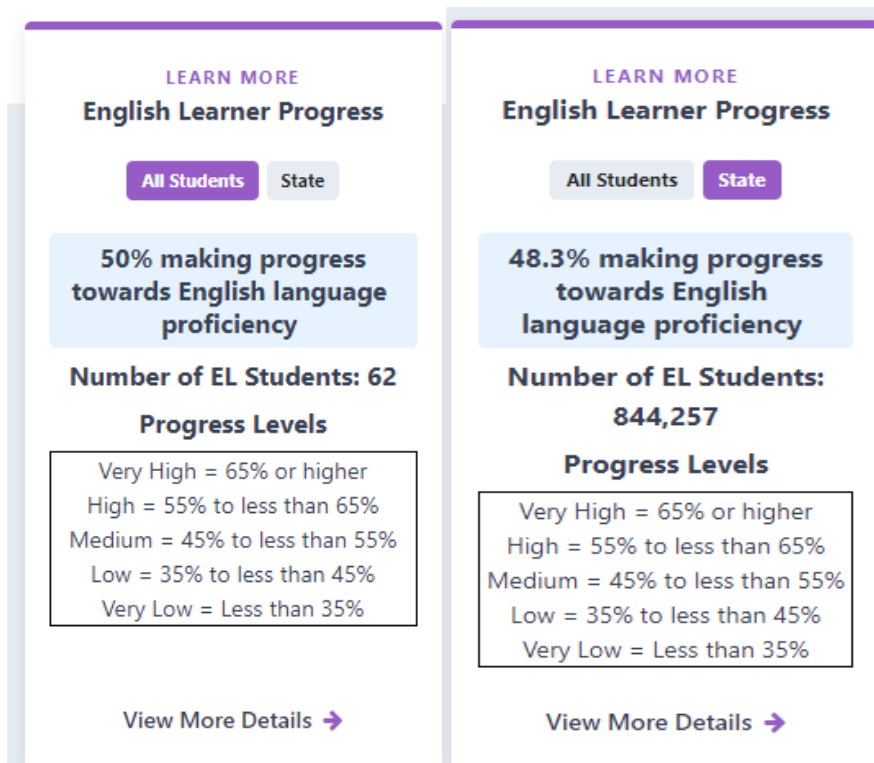 LEARN MORE
English Learner Progress
All Students
State
50% making progress
towards English language
proficiency
Number of EL Students: 62
Progress Levels
Very High = 65% or higher
High = 55% to less than 65%
Medium = 45% to less than 55%
Low = 35% to less than 45%
Very Low = Less than 35%
View More Details
LEARN MORE
English Learner Progress
All Students
State
48.3% making progress
towards English
language proficiency
Number of EL Students:
844,257
Progress Levels
Very High = 65% or higher
High = 55% to less than 65%
Medium = 45% to less than 55%
Low = 35% to less than 45%
Very Low = Less than 35%
View More Details